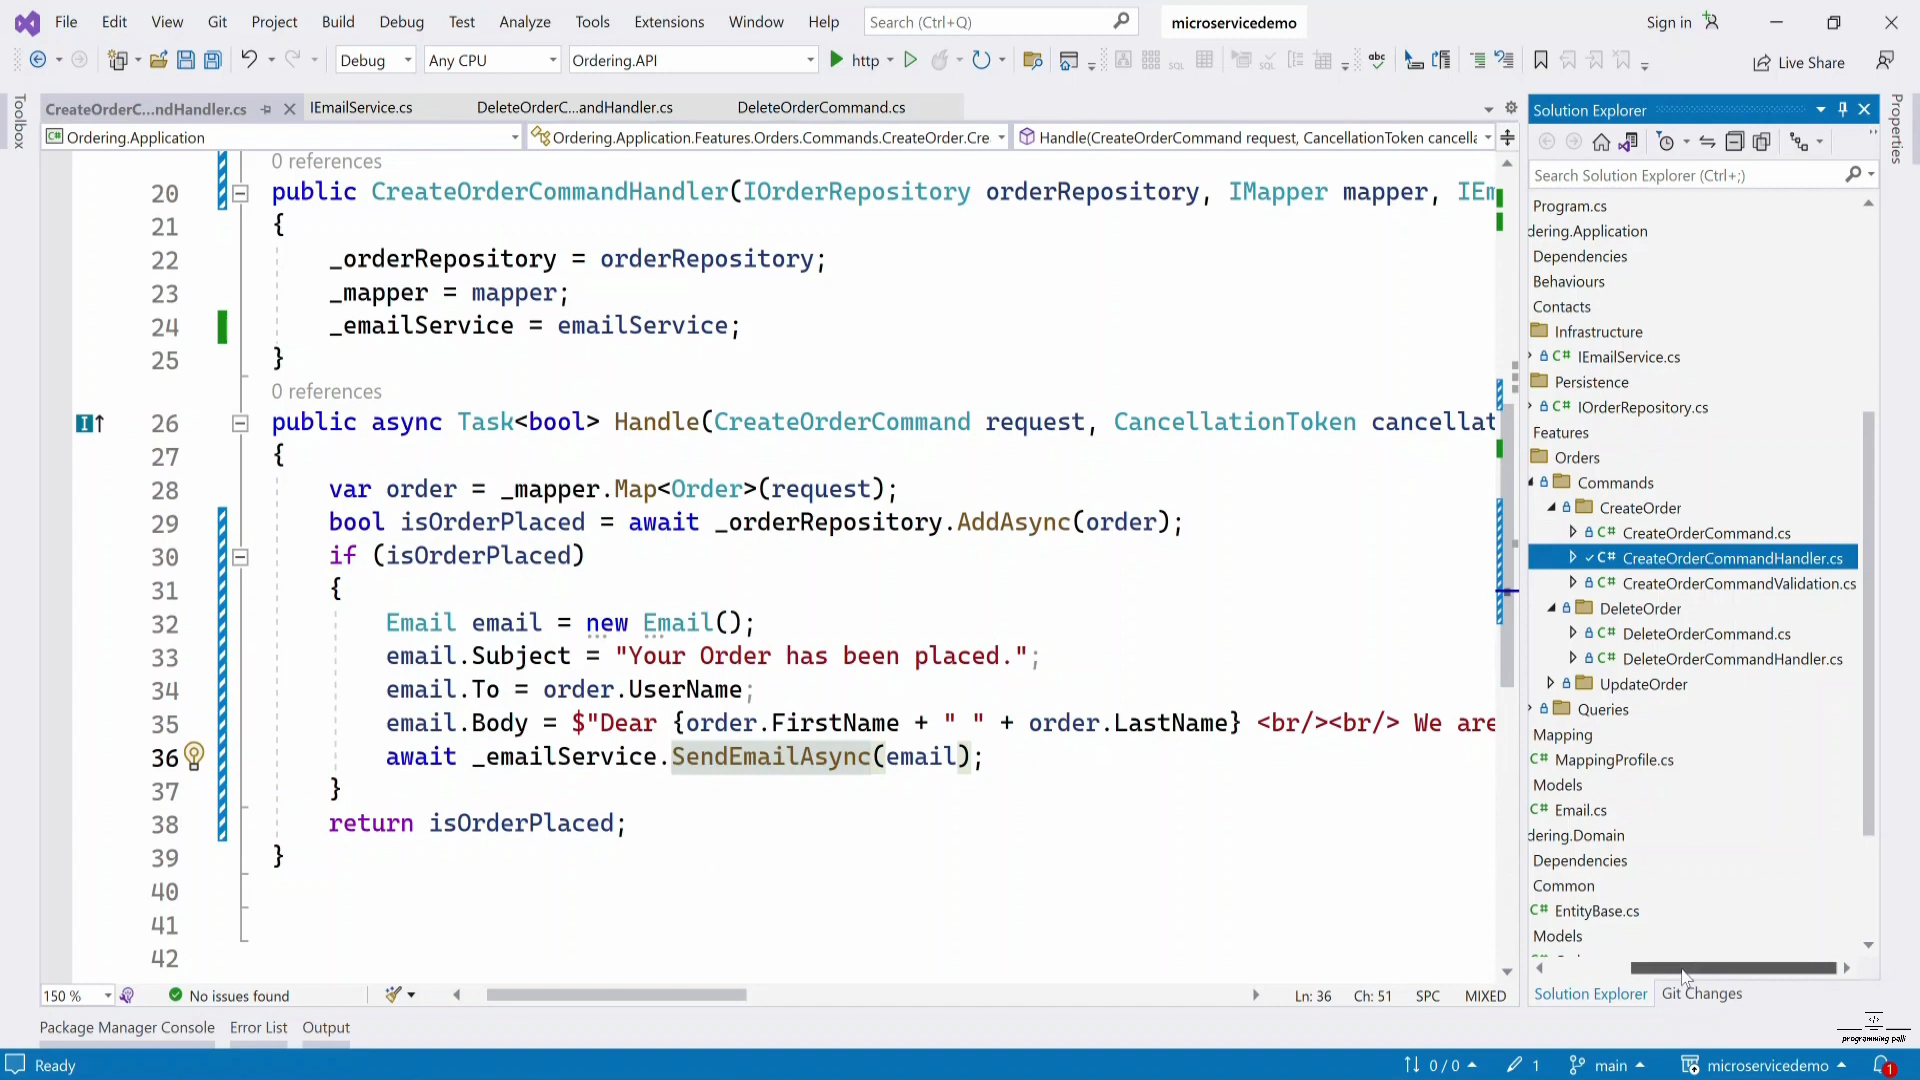 File Edit View Git Project Build Debug Test Analyze Tools Extensions Window Help Search (Ctrl+Q) microservicedemo Sign in
Debug Any CPU Ordering.API http Live Share
Toolbox
CreateOrderC...ndHandler.cs IEmailService.cs DeleteOrderC...andHandler.cs DeleteOrderCommand.cs
Ordering.Application Ordering.Application.Features.Orders.Commands.CreateOrder.Cre Handle(CreateOrderCommand request, CancellationToken cancella
0 references
20 public CreateOrderCommandHandler(IOrderRepository orderRepository, IMapper mapper, IEm
21 {
22 _orderRepository = orderRepository;
23 _mapper = mapper;
24 _emailService = emailService;
25 }
0 references
26 public async Task<bool> Handle(CreateOrderCommand request, CancellationToken cancellat
27 {
28 var order = _mapper.Map<Order>(request);
29 bool isOrderPlaced = await _orderRepository.AddAsync(order);
30 if (isOrderPlaced)
31 {
32 Email email = new Email();
33 email.Subject = "Your Order has been placed.";
34 email.To = order.UserName;
35 email.Body = $"Dear {order.FirstName + " " + order.LastName} <br/><br/> We are
36 await _emailService.SendEmailAsync(email);
37 }
38 return isOrderPlaced;
39 }
40
41
42
150 % No issues found Ln: 36 Ch: 51 SPC MIXED
Package Manager Console Error List Output
Solution Explorer
Search Solution Explorer (Ctrl+;)
Program.cs
dering.Application
Dependencies
Behaviours
Contacts
Infrastructure
C# IEmailService.cs
Persistence
C# IOrderRepository.cs
Features
Orders
Commands
CreateOrder
C# CreateOrderCommand.cs
C# CreateOrderCommandHandler.cs
C# CreateOrderCommandValidation.cs
DeleteOrder
C# DeleteOrderCommand.cs
C# DeleteOrderCommandHandler.cs
UpdateOrder
Queries
Mapping
C# MappingProfile.cs
Models
C# Email.cs
dering.Domain
Dependencies
Common
C# EntityBase.cs
Models
Solution Explorer Git Changes
Properties
</> programming palli
Ready 0 / 0 1 main microservicedemo 1